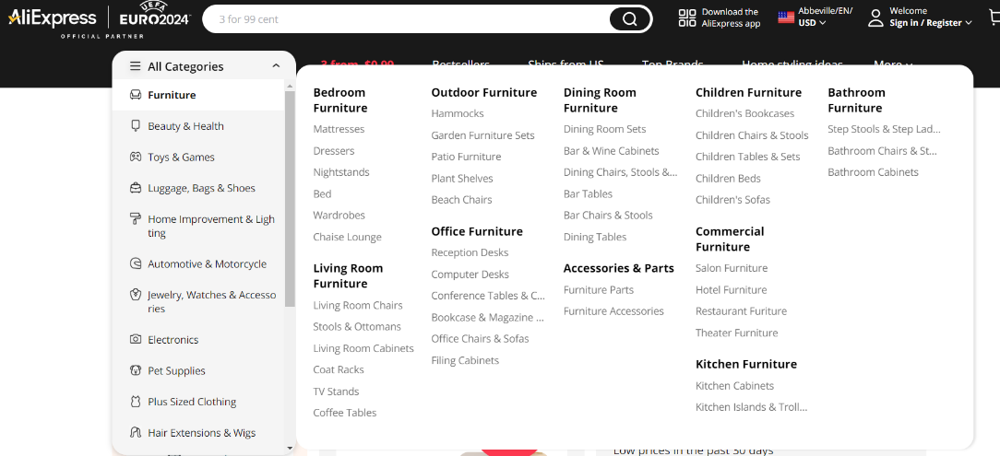 AliExpress
UEFA
EURO2024
OFFICIAL PARTNER
3 for 99 cent
Download the
AliExpress app
Abbeville/EN/
USD
Welcome
Sign in / Register
All Categories
3 from $0.99
Bestsellers
Ships from US
Top Brands
Home styling ideas
More
Furniture
Beauty & Health
Toys & Games
Luggage, Bags & Shoes
Home Improvement & Ligh
ting
Automotive & Motorcycle
Jewelry, Watches & Accesso
ries
Electronics
Pet Supplies
Plus Sized Clothing
Hair Extensions & Wigs
Bedroom
Furniture
Mattresses
Dressers
Nightstands
Bed
Wardrobes
Chaise Lounge
Living Room
Furniture
Living Room Chairs
Stools & Ottomans
Living Room Cabinets
Coat Racks
TV Stands
Coffee Tables
Outdoor Furniture
Hammocks
Garden Furniture Sets
Patio Furniture
Plant Shelves
Beach Chairs
Office Furniture
Reception Desks
Computer Desks
Conference Tables & C...
Bookcase & Magazine ...
Office Chairs & Sofas
Filing Cabinets
Dining Room
Furniture
Dining Room Sets
Bar & Wine Cabinets
Dining Chairs, Stools &...
Bar Tables
Bar Chairs & Stools
Dining Tables
Accessories & Parts
Furniture Parts
Furniture Accessories
Children Furniture
Children's Bookcases
Children Chairs & Stools
Children Tables & Sets
Children Beds
Children's Sofas
Commercial
Furniture
Salon Furniture
Hotel Furniture
Restaurant Furiture
Theater Furniture
Kitchen Furniture
Kitchen Cabinets
Kitchen Islands & Troll...
Bathroom
Furniture
Step Stools & Step Lad...
Bathroom Chairs & St...
Bathroom Cabinets
Low prices in the past 30 days